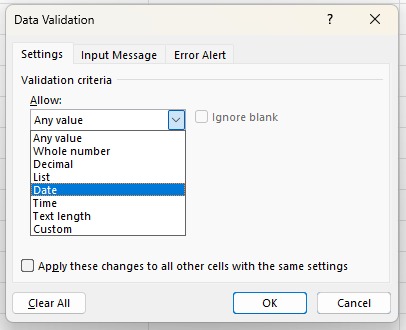 Data Validation
Settings Input Message Error Alert
Validation criteria
Allow:
Any value Ignore blank
Any value
Whole number
Decimal
List
Date
Time
Text length
Custom
Apply these changes to all other cells with the same settings
Clear All OK Cancel